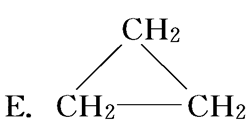 CH₂
E. CH₂ CH₂